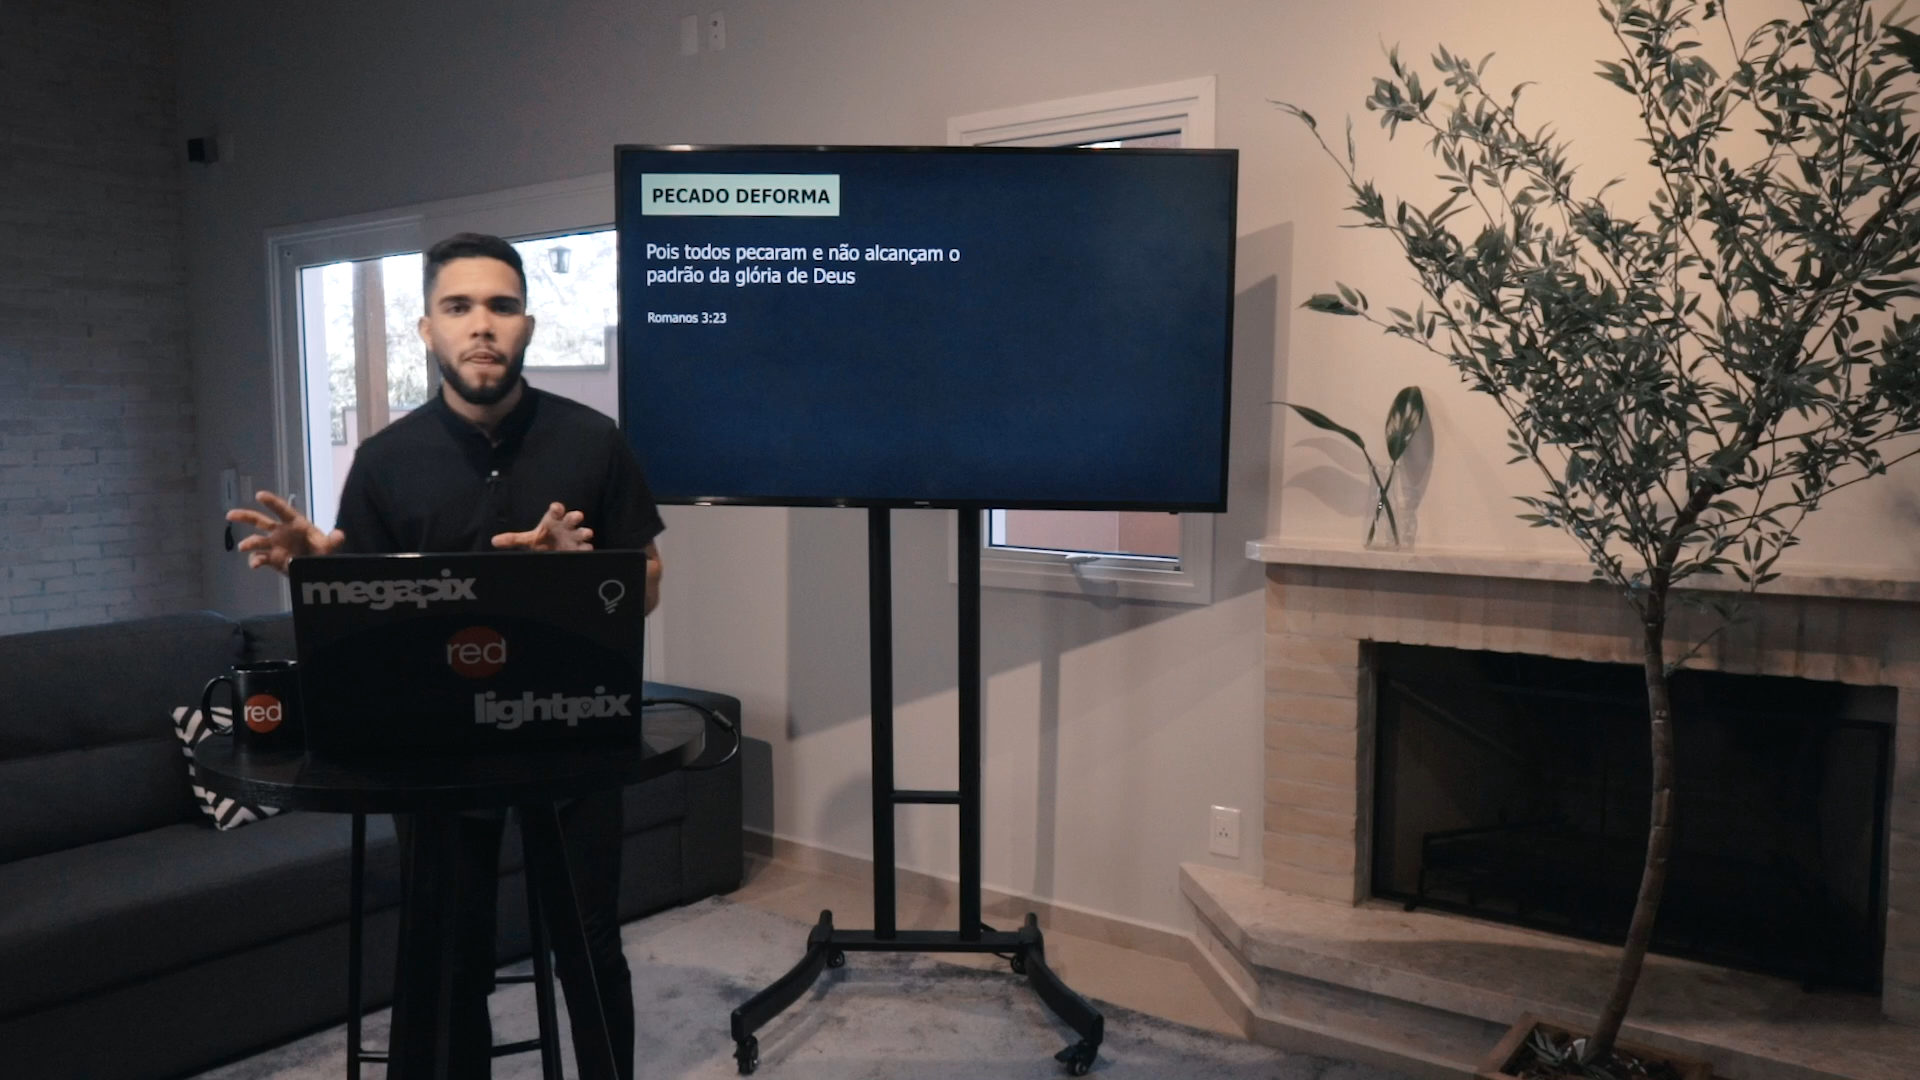 PECADO DEFORMA
Pois todos pecaram e não alcançam o
padrão da glória de Deus
Romanos 3:23
megapix
red
lightpix
red